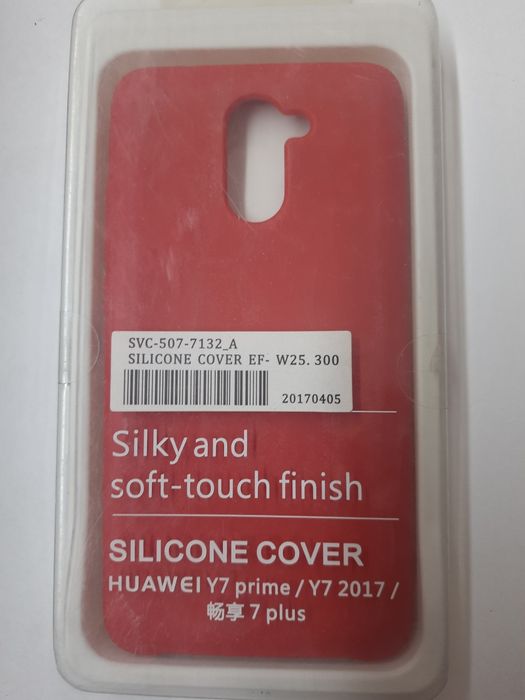 SVC-507-7132_A
SILICONE COVER EF- W25. 300
20170405
Silky and
soft-touch finish
SILICONE COVER
HUAWEI Y7 prime / Y7 2017 /
畅享 7 plus